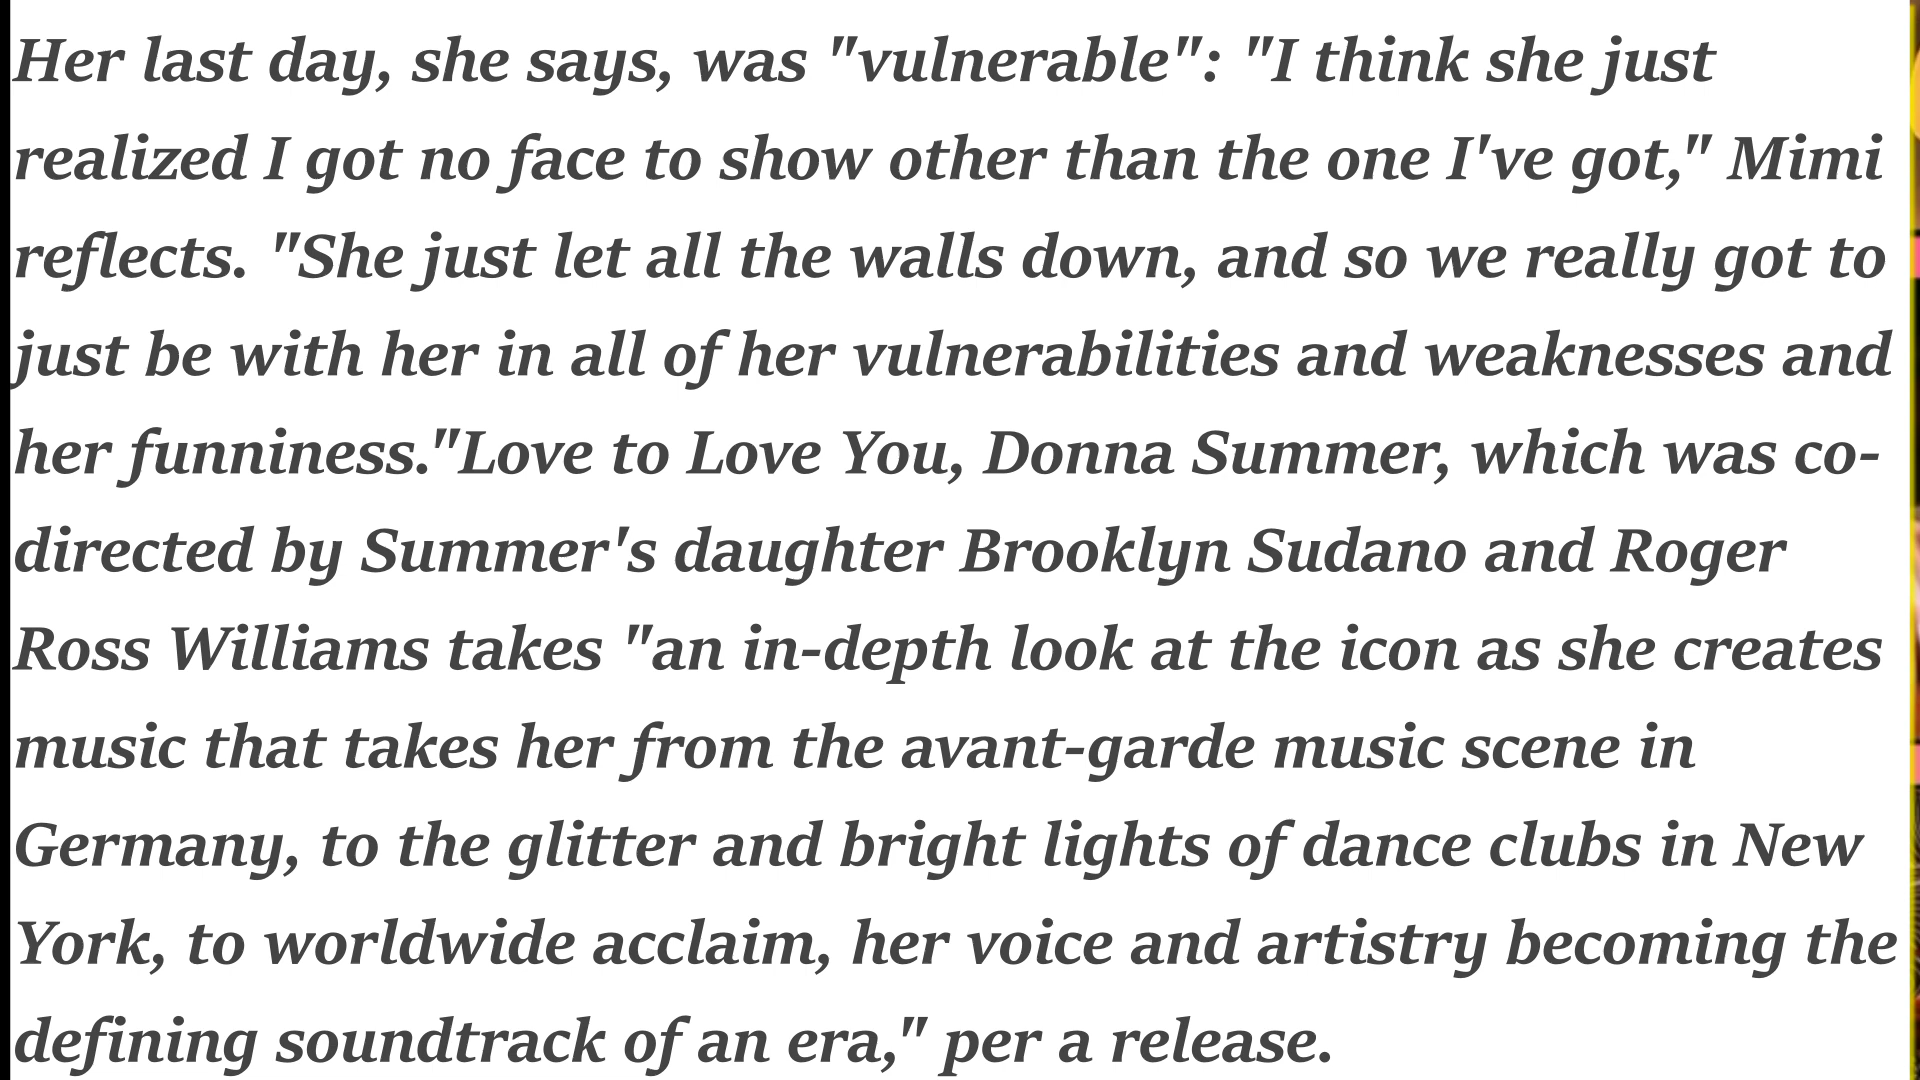 Her last day, she says, was "vulnerable": "I think she just
realized I got no face to show other than the one I've got," Mimi
reflects. "She just let all the walls down, and so we really got to
just be with her in all of her vulnerabilities and weaknesses and
her funniness."Love to Love You, Donna Summer, which was co-
directed by Summer's daughter Brooklyn Sudano and Roger
Ross Williams takes "an in-depth look at the icon as she creates
music that takes her from the avant-garde music scene in
Germany, to the glitter and bright lights of dance clubs in New
York, to worldwide acclaim, her voice and artistry becoming the
defining soundtrack of an era," per a release.